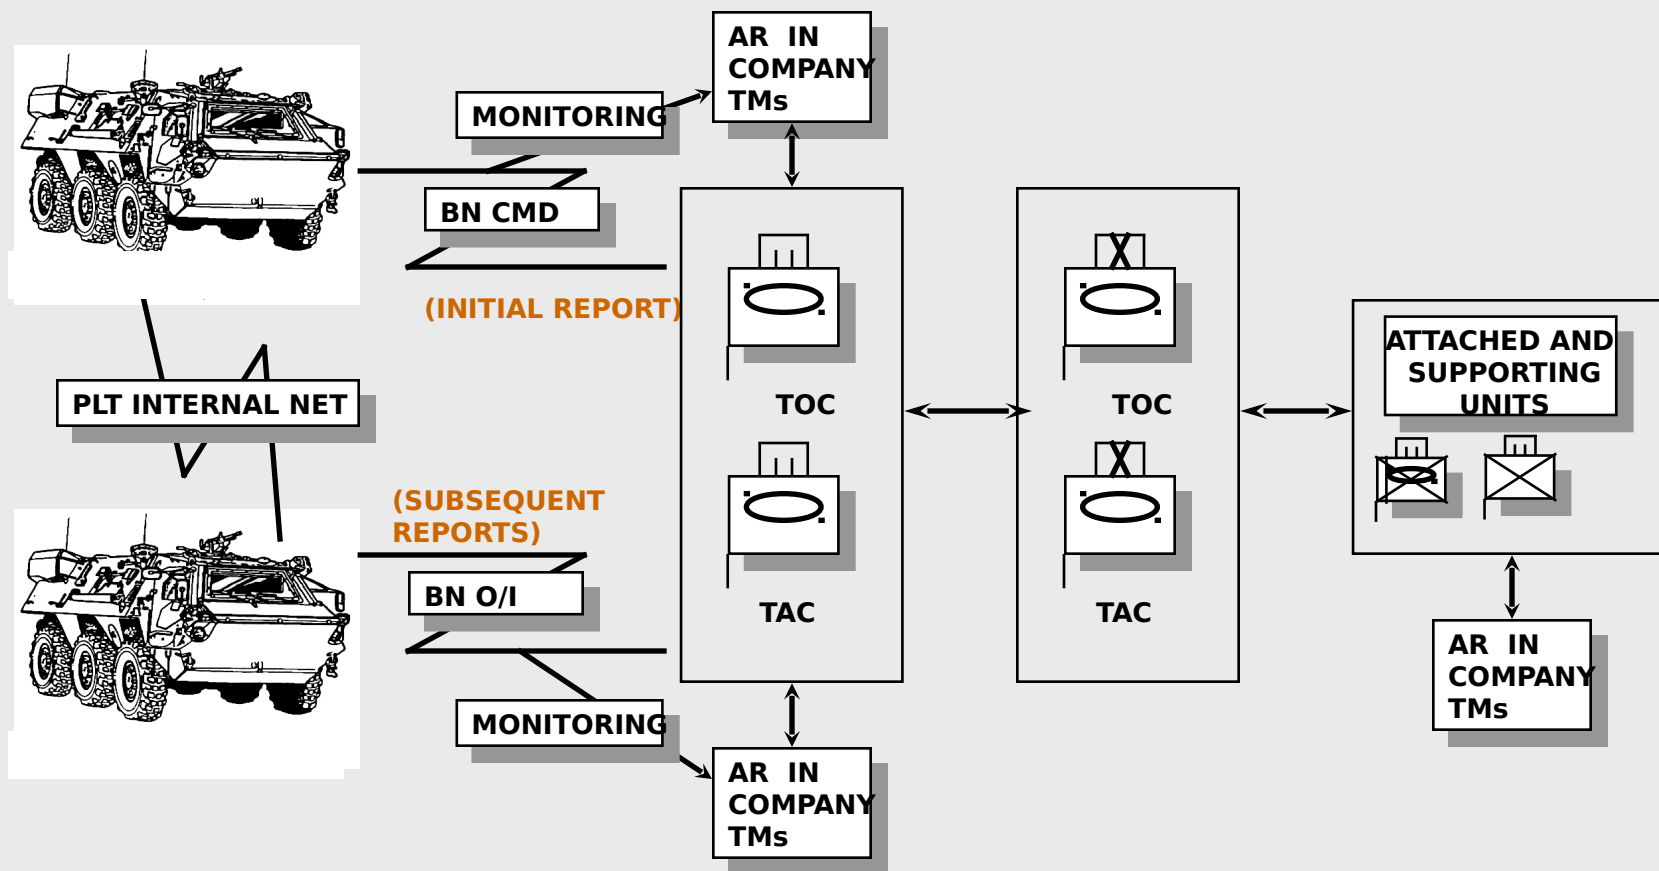 AR IN
COMPANY
TMs
MONITORING
BN CMD
(INITIAL REPORT)
PLT INTERNAL NET
(SUBSEQUENT
REPORTS)
BN O/I
MONITORING
AR IN
COMPANY
TMs
TOC
TAC
TOC
TAC
ATTACHED AND
SUPPORTING
UNITS
AR IN
COMPANY
TMs